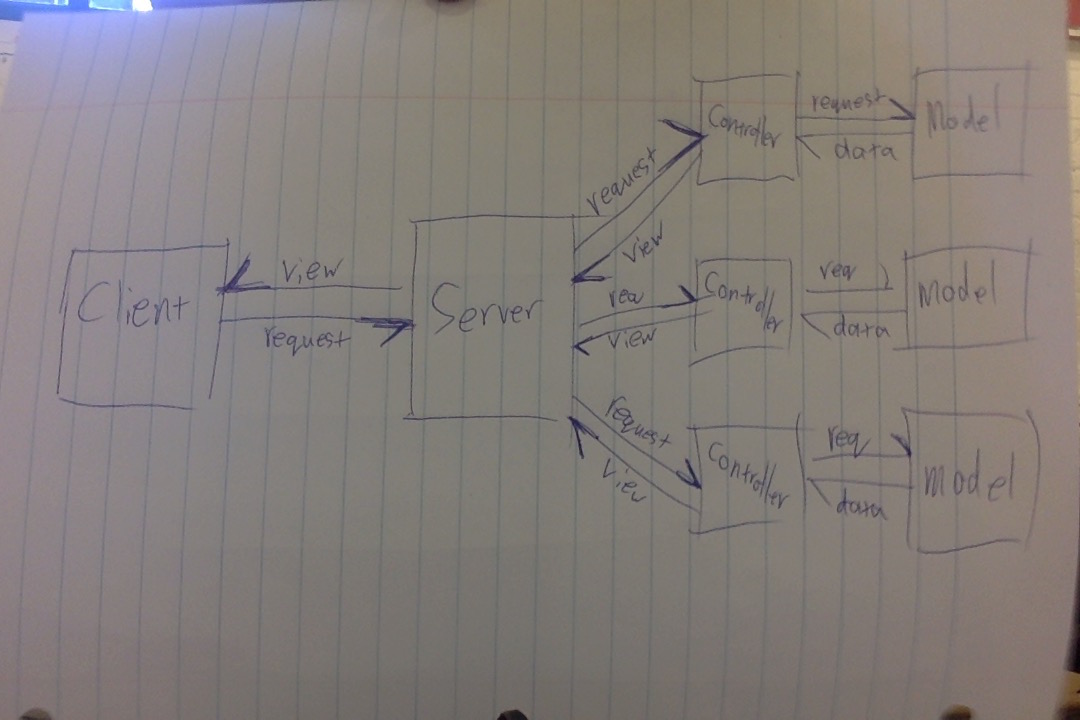 Client
view
request
Server
request
view
Controller
request
data
Model
req
view
Controller
req
data
Model
request
view
Controller
req
data
model